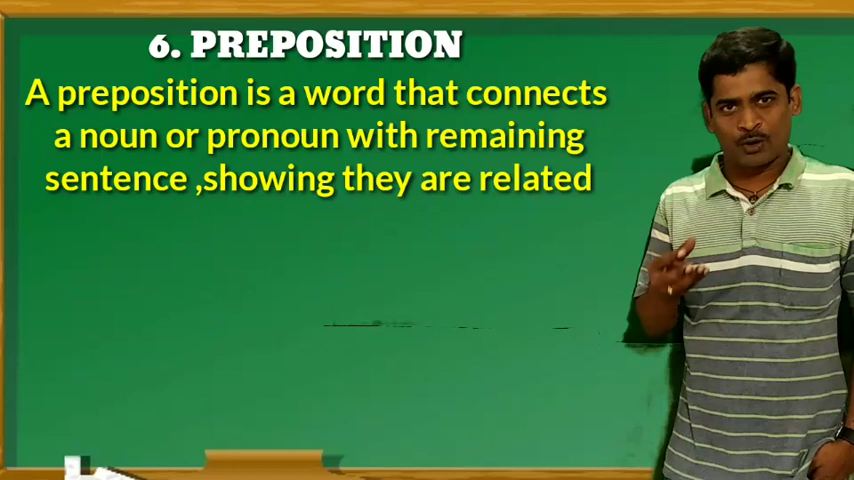 6. PREPOSITION
A preposition is a word that connects
a noun or pronoun with remaining
sentence ,showing they are related